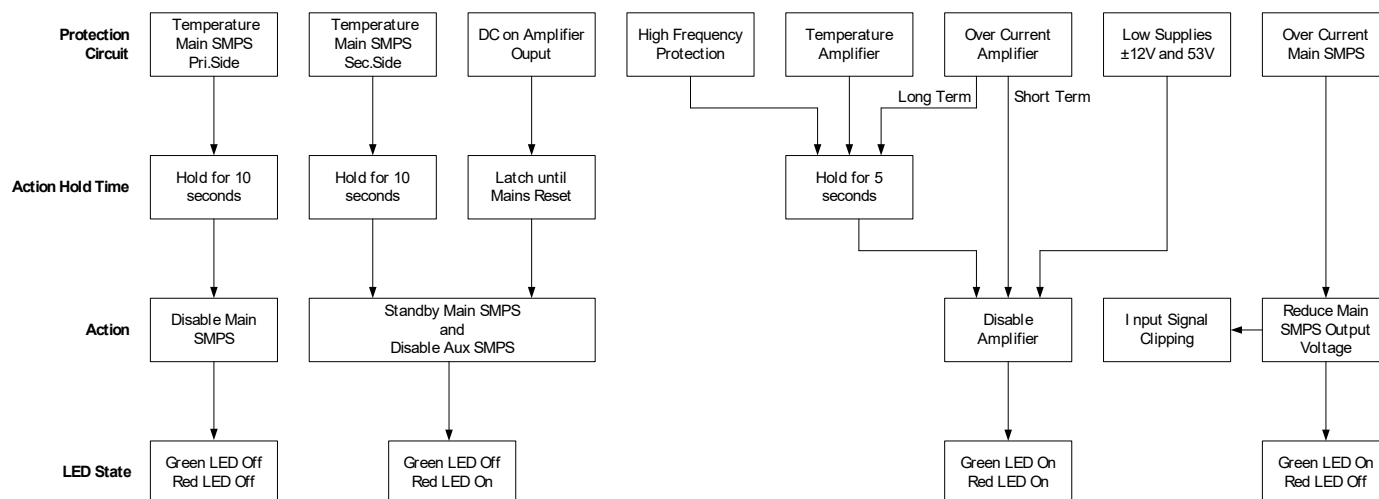 Protection
Circuit
Temperature
Main SMPS
Pri.Side
Temperature
Main SMPS
Sec.Side
DC on Amplifier
Ouput
High Frequency
Protection
Temperature
Amplifier
Over Current
Amplifier
Low Supplies
±12V and 53V
Over Current
Main SMPS
Long Term
Short Term
Action Hold Time
Hold for 10
seconds
Hold for 10
seconds
Latch until
Mains Reset
Hold for 5
seconds
Action
Disable Main
SMPS
Standby Main SMPS
and
Disable Aux SMPS
Disable
Amplifier
Input Signal
Clipping
Reduce Main
SMPS Output
Voltage
LED State
Green LED Off
Red LED Off
Green LED Off
Red LED On
Green LED On
Red LED On
Green LED On
Red LED Off